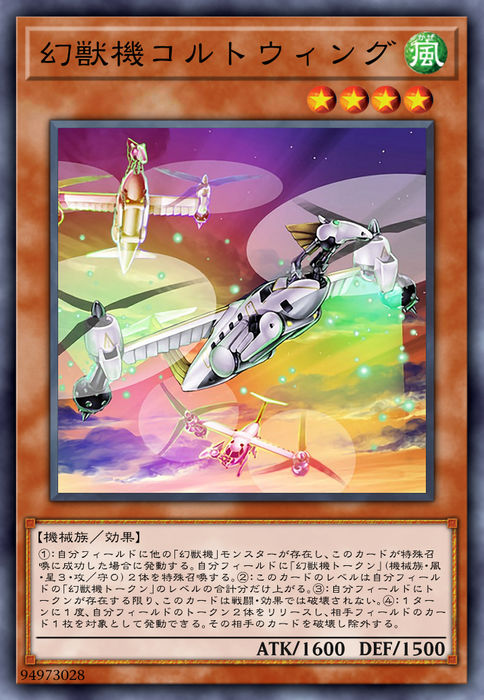 幻獣機コルトウィング
かぜ
風
【機械族／効果】
①:自分フィールドに他の「幻獣機」モンスターが存在し、このカードが特殊召
喚に成功した場合に発動する。自分フィールドに「幻獣機トークン」(機械族・風
・星3・攻／守0)2体を特殊召喚する。②:このカードのレベルは自分フィール
ドの「幻獣機トークン」のレベルの合計分だけ上がる。③:自分フィールドにト
ークンが存在する限り、このカードは戦闘・効果では破壊されない。④:1ター
ンに1度、自分フィールドのトークン2体をリリースし、相手フィールドのカー
ド1枚を対象として発動できる。その相手のカードを破壊し除外する。
ATK/1600 DEF/1500
94973028